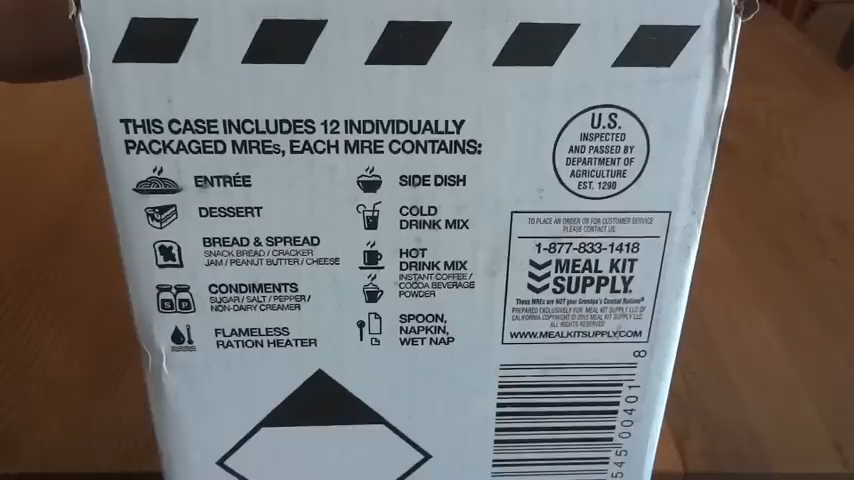 THIS CASE INCLUDES 12 INDIVIDUALLY
PACKAGED MREs, EACH MRE CONTAINS:
ENTRÉE
DESSERT
BREAD & SPREAD
SNACK BREAD / CRACKER
JAM / PEANUT BUTTER / CHEESE
CONDIMENTS
SUGAR / SALT / PEPPER /
NON-DAIRY CREAMER
S P
FLAMELESS
RATION HEATER
SIDE DISH
COLD
DRINK MIX
HOT
DRINK MIX
INSTANT COFFEE /
COCOA BEVERAGE
POWDER
SPOON,
NAPKIN,
WET NAP
U.S.
INSPECTED
AND PASSED BY
DEPARTMENT OF
AGRICULTURE
EST. 1290
TO PLACE AN ORDER OR FOR CUSTOMER SERVICE
PLEASE CONTACT US.
1-877-833-1418
MEAL KIT
SUPPLY.
These MREs are NOT your Grandpa's Combat Rations®
PREPARED EXCLUSIVELY FOR MEAL KIT SUPPLY LLC OF
CALIFORNIA COPYRIGHT © 2015 MEAL KIT SUPPLY LLC
ALL RIGHTS RESERVED
WWW.MEALKITSUPPLY.COM
545 00401 8